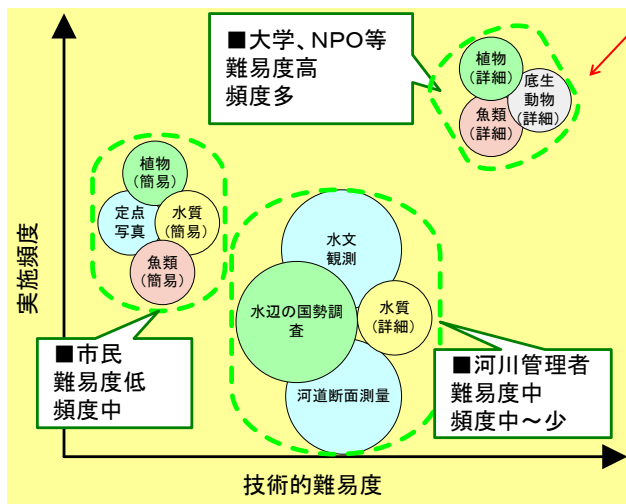 ■大学、NPO等
難易度高
頻度多
植物
(詳細)
底生
動物
(詳細)
魚類
(詳細)
植物
(簡易)
定点
写真
水質
(簡易)
魚類
(簡易)
水文
観測
水辺の国勢調
査
水質
(詳細)
河道断面測量
■市民
難易度低
頻度中
■河川管理者
難易度中
頻度中～少
実施頻度
技術的難易度